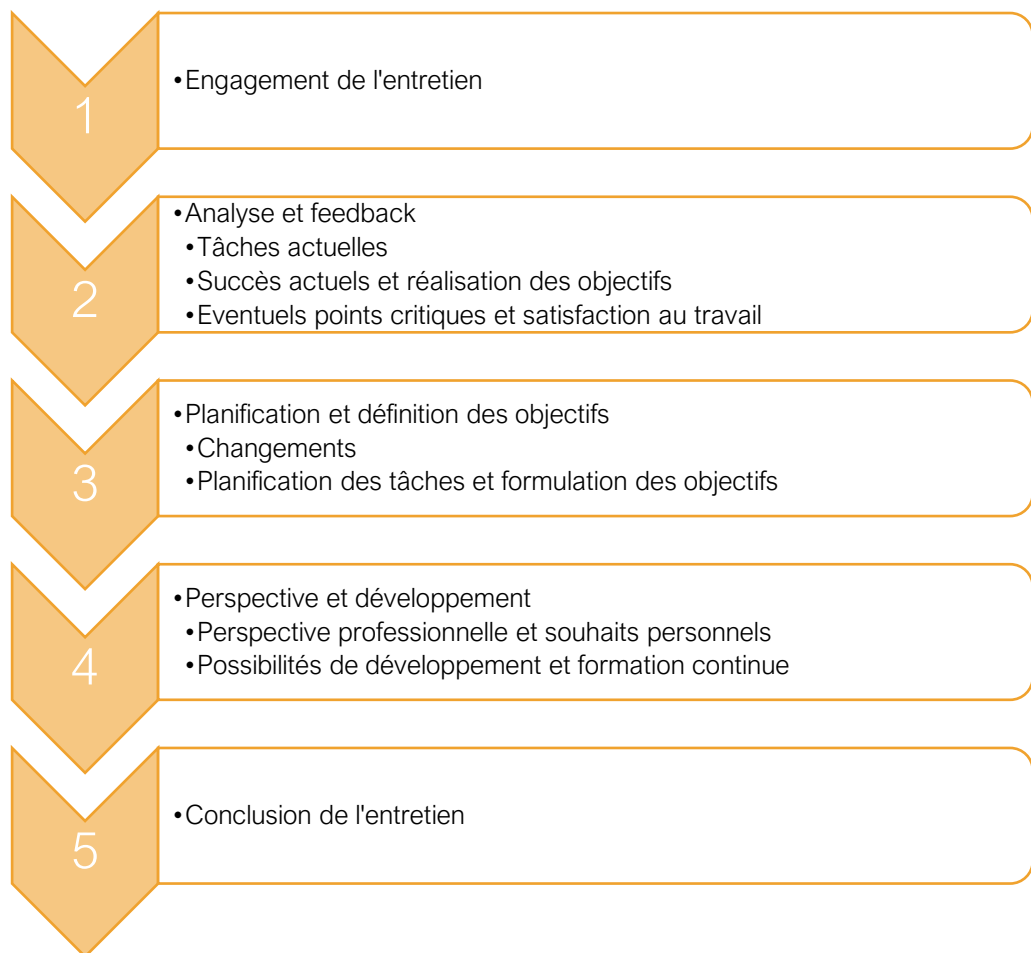 1
•Engagement de l'entretien
2
•Analyse et feedback
•Tâches actuelles
•Succès actuels et réalisation des objectifs
•Eventuels points critiques et satisfaction au travail
3
•Planification et définition des objectifs
•Changements
•Planification des tâches et formulation des objectifs
4
•Perspective et développement
•Perspective professionnelle et souhaits personnels
•Possibilités de développement et formation continue
5
•Conclusion de l'entretien